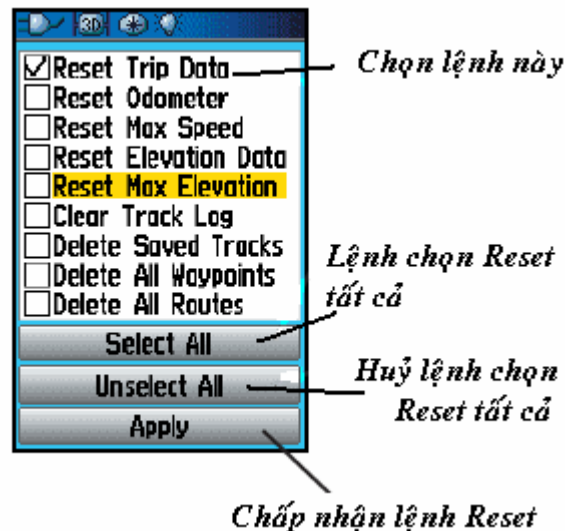 3D
Reset Trip Data
Chọn lệnh này
Reset Odometer
Reset Max Speed
Reset Elevation Data
Reset Max Elevation
Clear Track Log
Delete Saved Tracks
Delete All Waypoints
Delete All Routes
Lệnh chọn Reset
tất cả
Select All
Unselect All
Huỷ lệnh chọn
Reset tất cả
Apply
Chấp nhận lệnh Reset